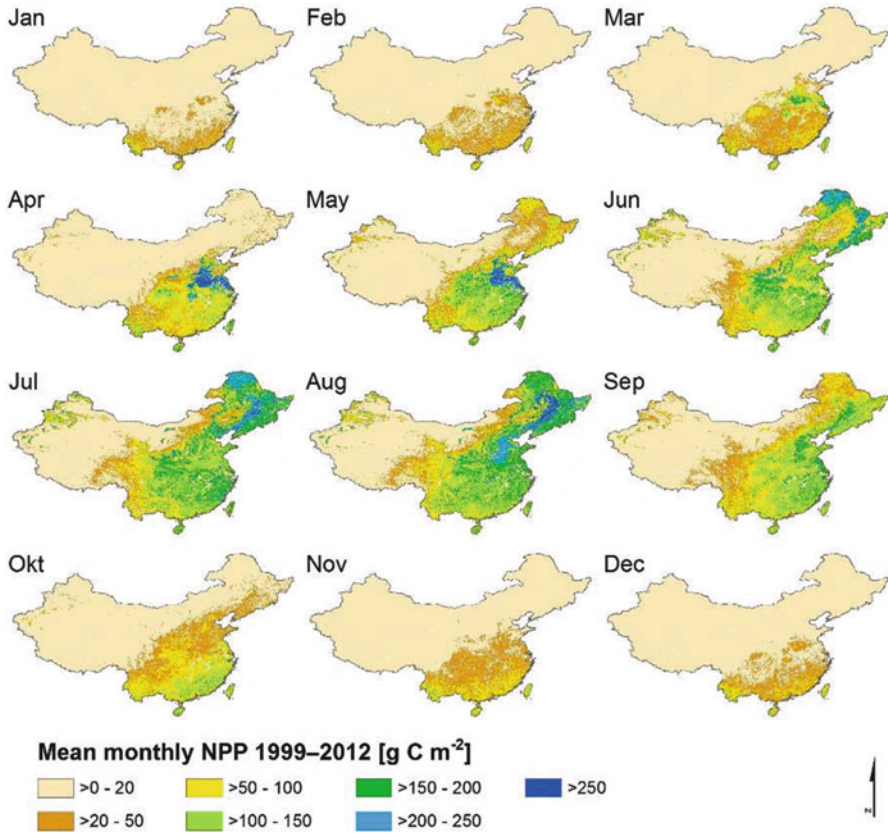 Jan Feb Mar
Apr May Jun
Jul Aug Sep
Okt Nov Dec
Mean monthly NPP 1999–2012 [g C m⁻²]
>0 - 20 >50 - 100 >150 - 200 >250
>20 - 50 >100 - 150 >200 - 250
N